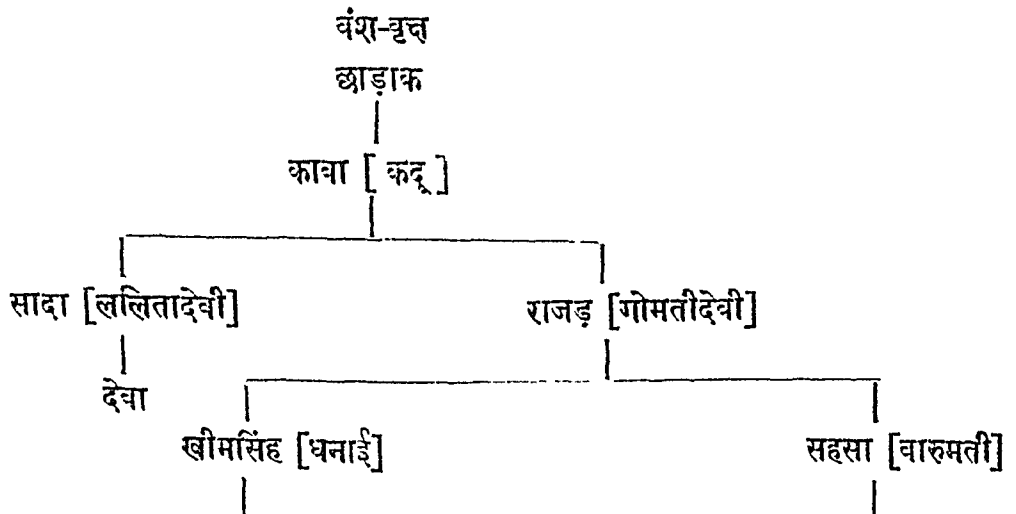 वंश-वृक्ष
छाड़ाक
काबा [ कदू ]
सादा [ललितादेवी] राजड़ [गोमतीदेवी]
देवा
खीमसिंह [धनाई] सहसा [वारुमती]